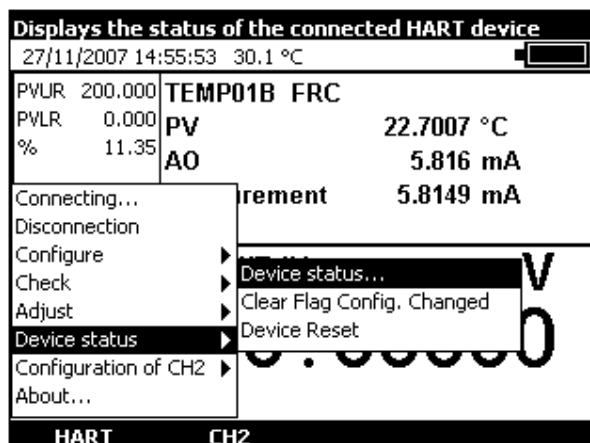 Displays the status of the connected HART device
27/11/2007 14:55:53 30.1 °C
PVUR 200.000
PVLR 0.000
% 11.35
TEMP01B FRC
PV 22.7007 °C
AO 5.816 mA
rement 5.8149 mA
V
Connecting...
Disconnection
Configure
Check
Adjust
Device status
Configuration of CH2
About...
Device status...
Clear Flag Config. Changed
Device Reset
HART CH2